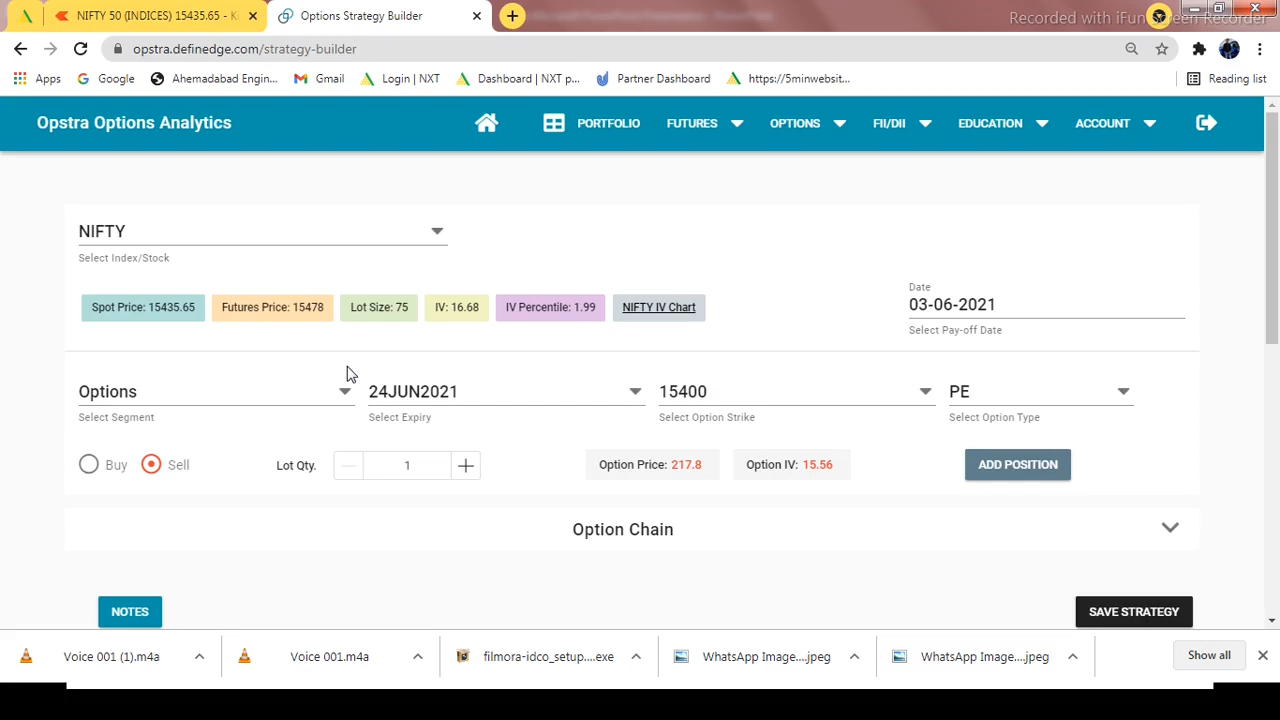 NIFTY 50 (INDICES) 15435.65 - K
Options Strategy Builder
Recorded with iFun Screen Recorder
opstra.definedge.com/strategy-builder
Apps Google Ahemadabad Engin... Gmail Login | NXT Dashboard | NXT p... Partner Dashboard https://5minwebsit... Reading list
Opstra Options Analytics PORTFOLIO FUTURES OPTIONS FII/DII EDUCATION ACCOUNT
NIFTY
Select Index/Stock
Spot Price: 15435.65 Futures Price: 15478 Lot Size: 75 IV: 16.68 IV Percentile: 1.99 NIFTY IV Chart
Date
03-06-2021
Select Pay-off Date
Options 24JUN2021 15400 PE
Select Segment Select Expiry Select Option Strike Select Option Type
Buy Sell Lot Qty. 1 Option Price: 217.8 Option IV: 15.56 ADD POSITION
Option Chain
NOTES SAVE STRATEGY
Voice 001 (1).m4a Voice 001.m4a filmora-idco_setup....exe WhatsApp Image....jpeg WhatsApp Image....jpeg Show all